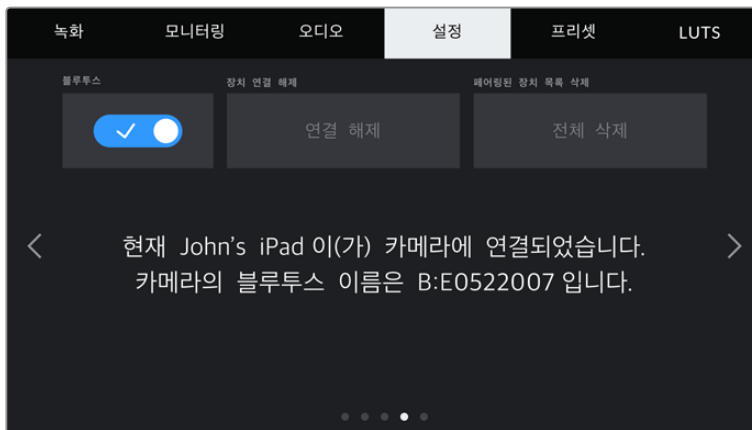 녹화 모니터링 오디오 설정 프리셋 LUTS
블루투스 장치 연결 해제 페어링된 장치 목록 삭제
연결 해제 전체 삭제
현재 John's iPad 이(가) 카메라에 연결되었습니다.
카메라의 블루투스 이름은 B:E0522007 입니다.